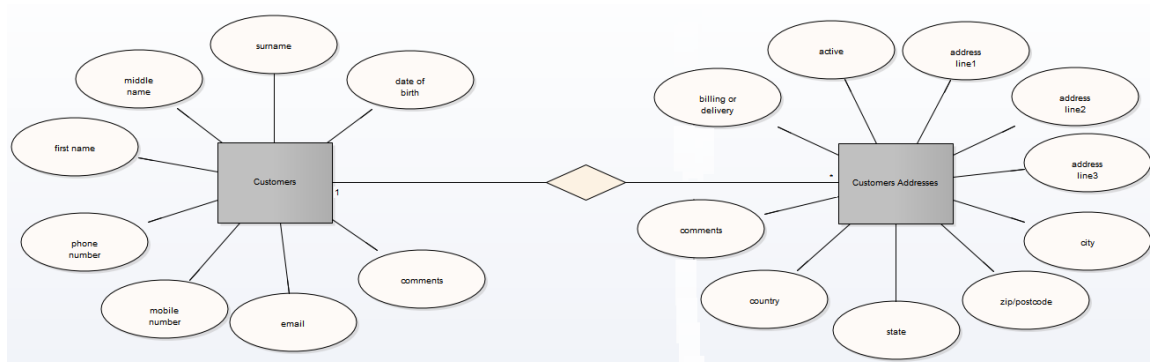 surname
middle
name
date of
birth
first name
Customers
1
phone
number
mobile
number
email
comments
active
address
line1
billing or
delivery
address
line2
address
line3
*
Customers Addresses
comments
city
country
zip/postcode
state